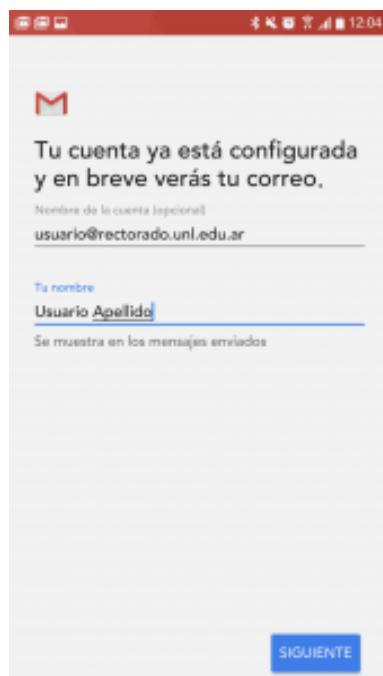 12:04
Tu cuenta ya está configurada
y en breve verás tu correo.
Nombre de la cuenta (opcional)
usuario@rectorado.unl.edu.ar
Tu nombre
Usuario Apellido
Se muestra en los mensajes enviados
SIGUIENTE